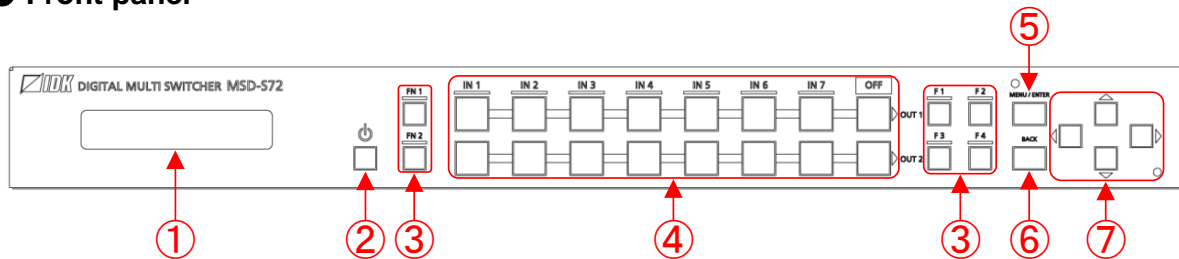 Front panel
⑤
IDK DIGITAL MULTI SWITCHER MSD-S72
FN 1
IN 1 IN 2 IN 3 IN 4 IN 5 IN 6 IN 7 OFF
F 1 F 2
MENU / ENTER
OUT 1
FN 2
F 3 F 4
BACK
OUT 2
① ② ③ ④ ③ ⑥ ⑦